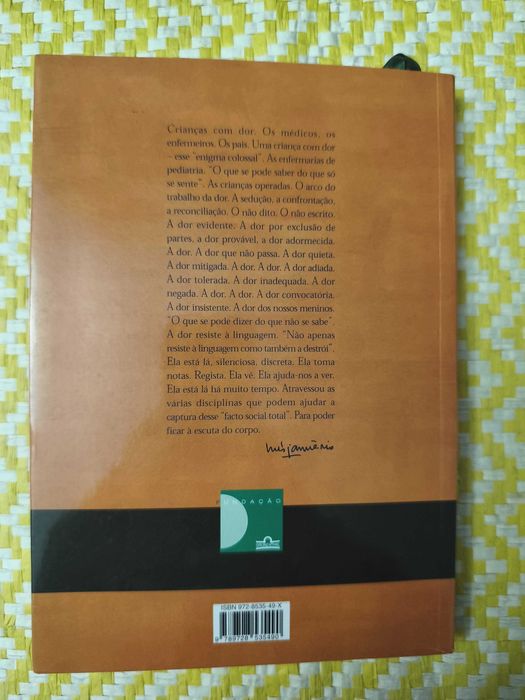 Crianças com dor. Os médicos, os
enfermeiros. Os pais. Uma criança com dor
– esse "enigma colossal". As enfermarias de
pediatria. "O que se pode saber do que só
se sente". As crianças operadas. O arco do
trabalho da dor. A sedução, a confrontação,
a reconciliação. O não dito. O não escrito.
A dor evidente. A dor por exclusão de
partes, a dor provável, a dor adormecida.
A dor. A dor que não passa. A dor quieta.
A dor mitigada. A dor. A dor. A dor adiada.
A dor tolerada. A dor inadequada. A dor
negada. A dor. A dor. A dor convocatória.
A dor insistente. A dor dos nossos meninos.
"O que se pode dizer do que não se sabe".
A dor resiste à linguagem. "Não apenas
resiste à linguagem como também a destrói".
Ela está lá, silenciosa, discreta. Ela toma
notas. Regista. Ela vê. Ela ajuda-nos a ver.
Ela está lá há muito tempo. Atravessou as
várias disciplinas que podem ajudar a
captura desse "facto social total". Para poder
ficar à escuta do corpo.
FUNDAÇÃO
ISBN 972-8535-49-X
9 789728 535490